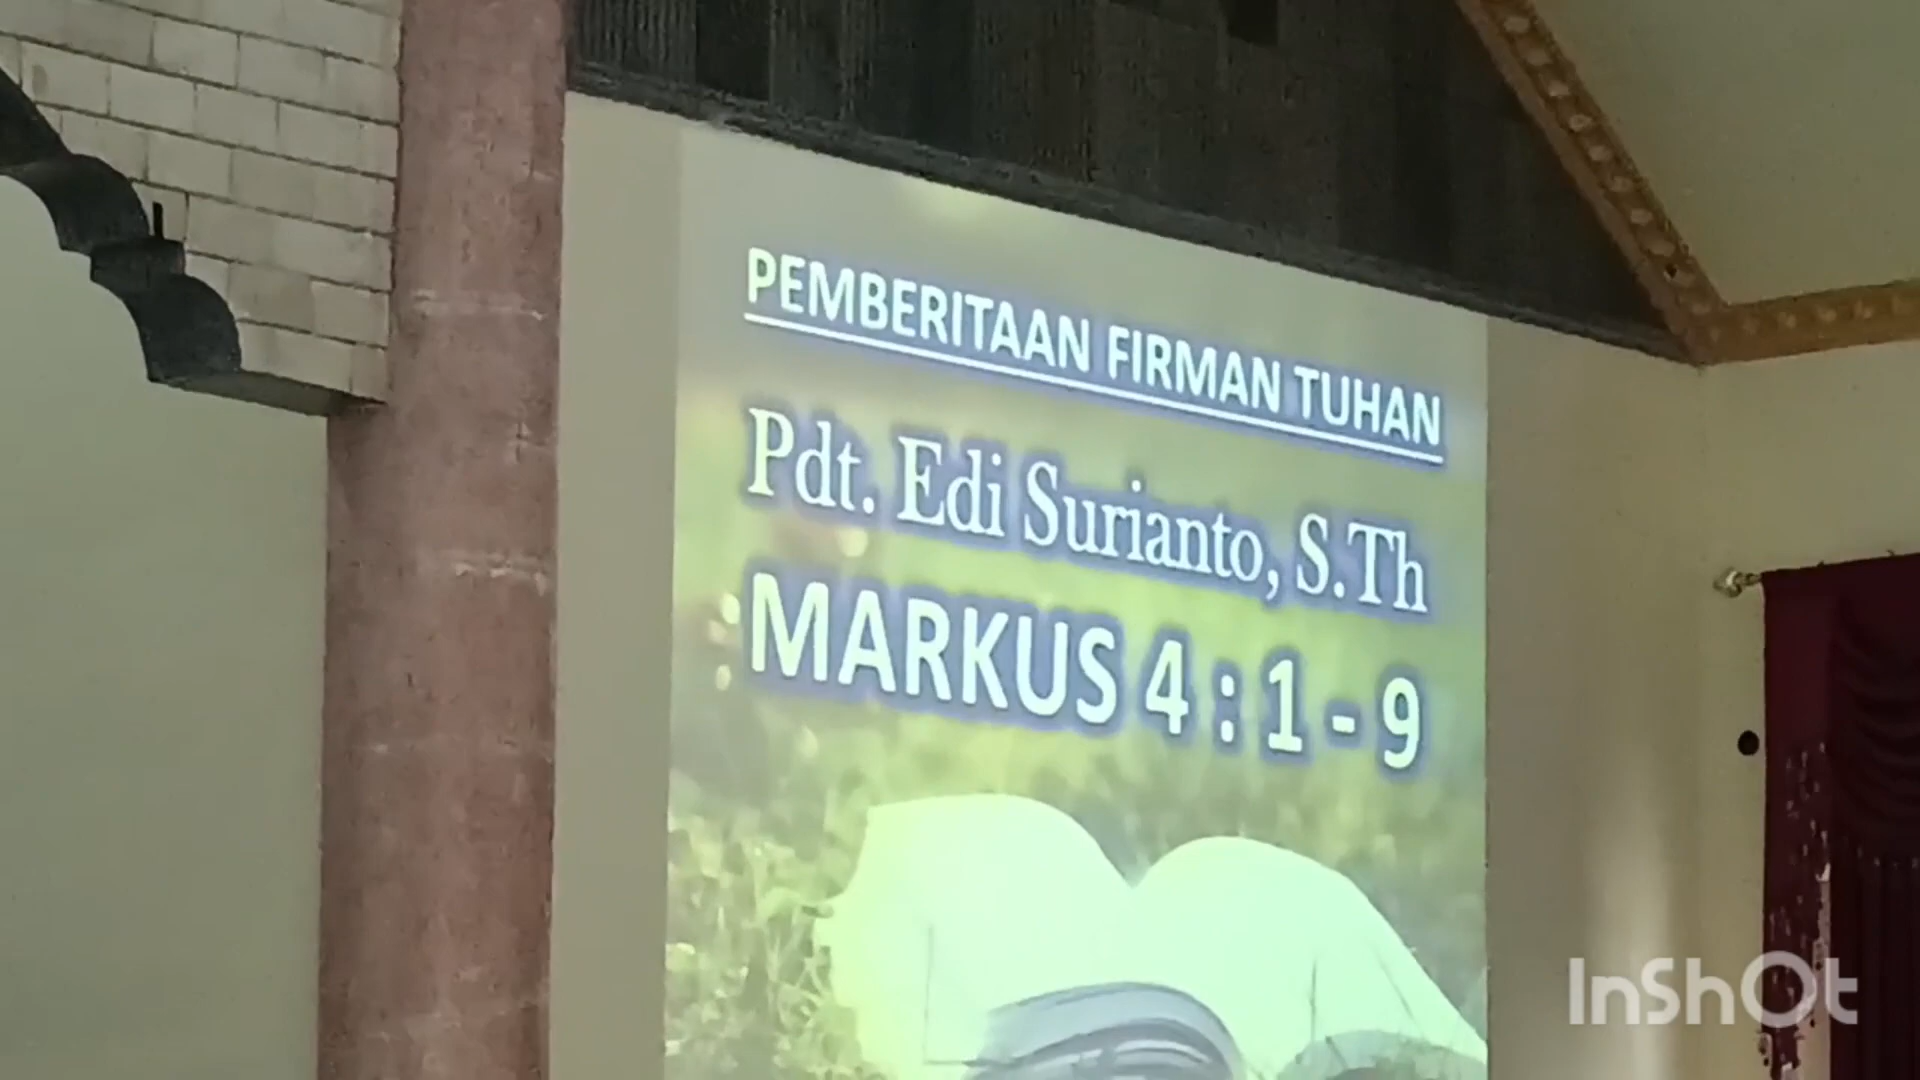 PEMBERITAAN FIRMAN TUHAN
Pdt. Edi Surianto, S.Th
MARKUS 4 : 1 - 9
InShOt